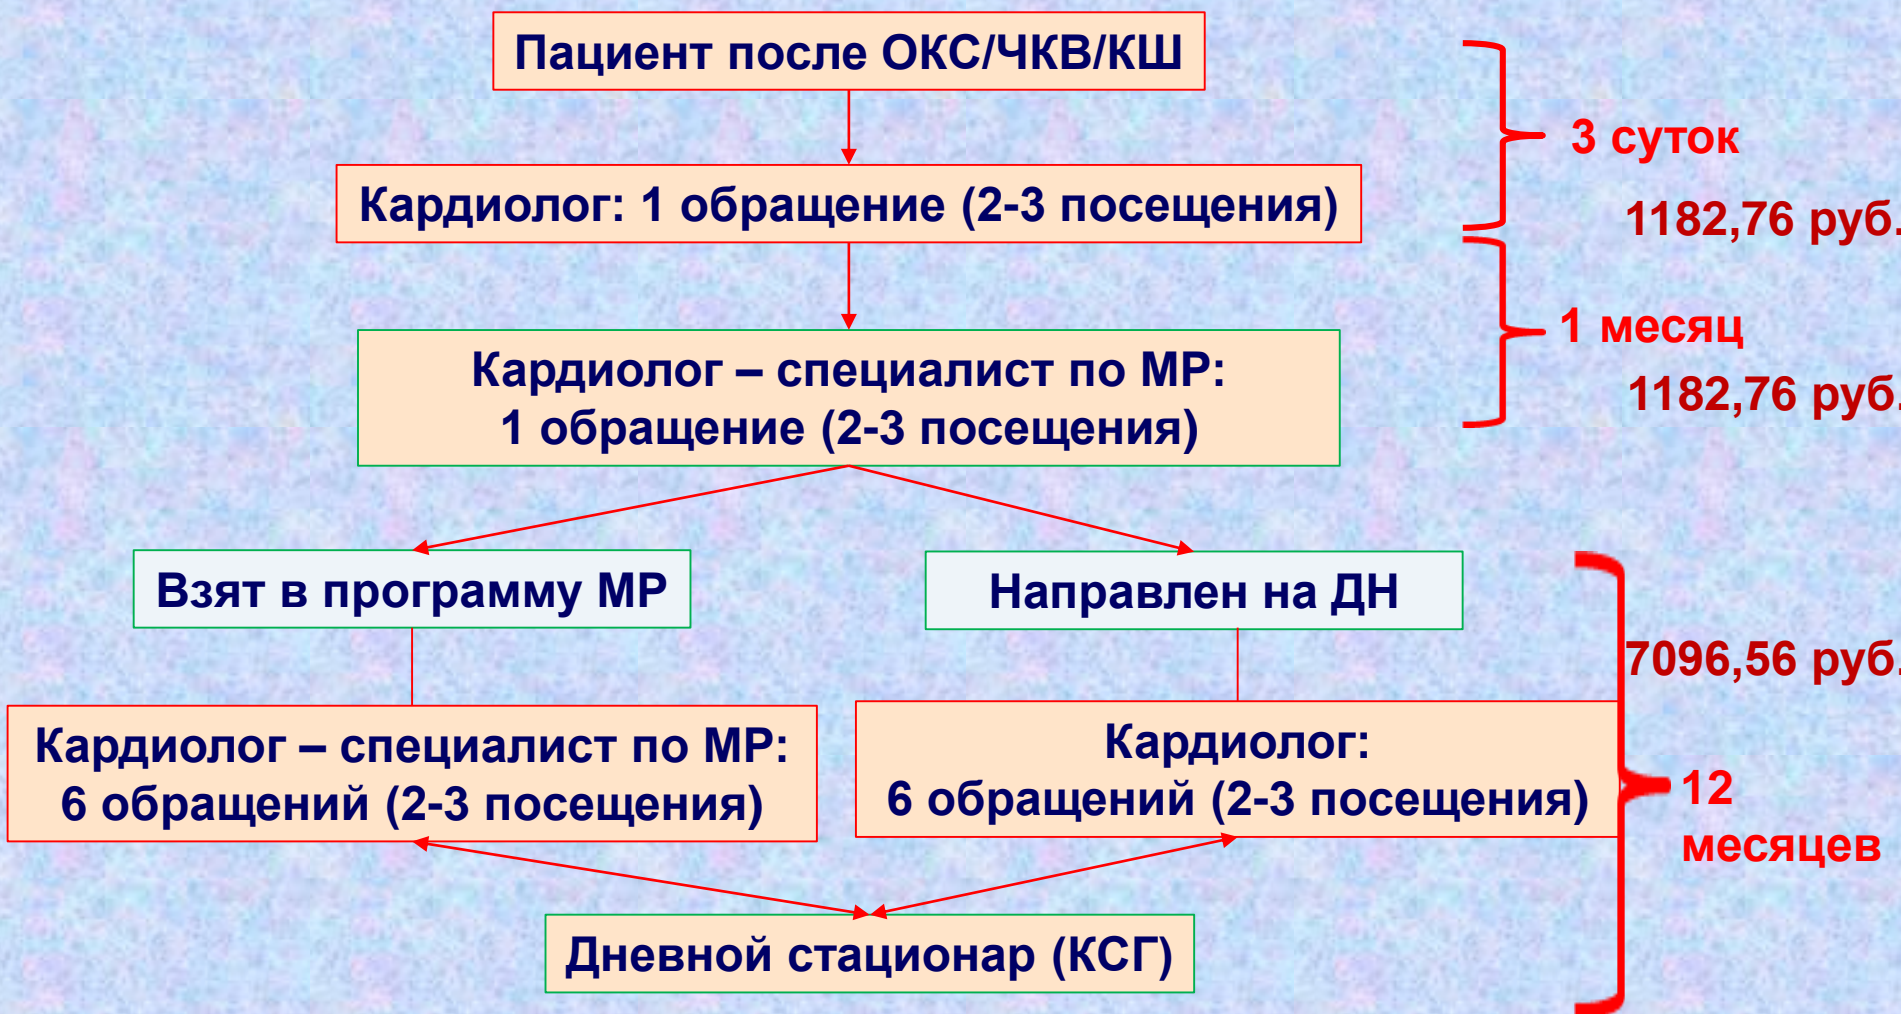 Пациент после ОКС/ЧКВ/КШ
3 суток
Кардиолог: 1 обращение (2-3 посещения)
1182,76 руб.
1 месяц
Кардиолог – специалист по МР:
1 обращение (2-3 посещения)
1182,76 руб.
Взят в программу МР
Направлен на ДН
7096,56 руб.
Кардиолог – специалист по МР:
6 обращений (2-3 посещения)
Кардиолог:
6 обращений (2-3 посещения)
12
месяцев
Дневной стационар (КСГ)